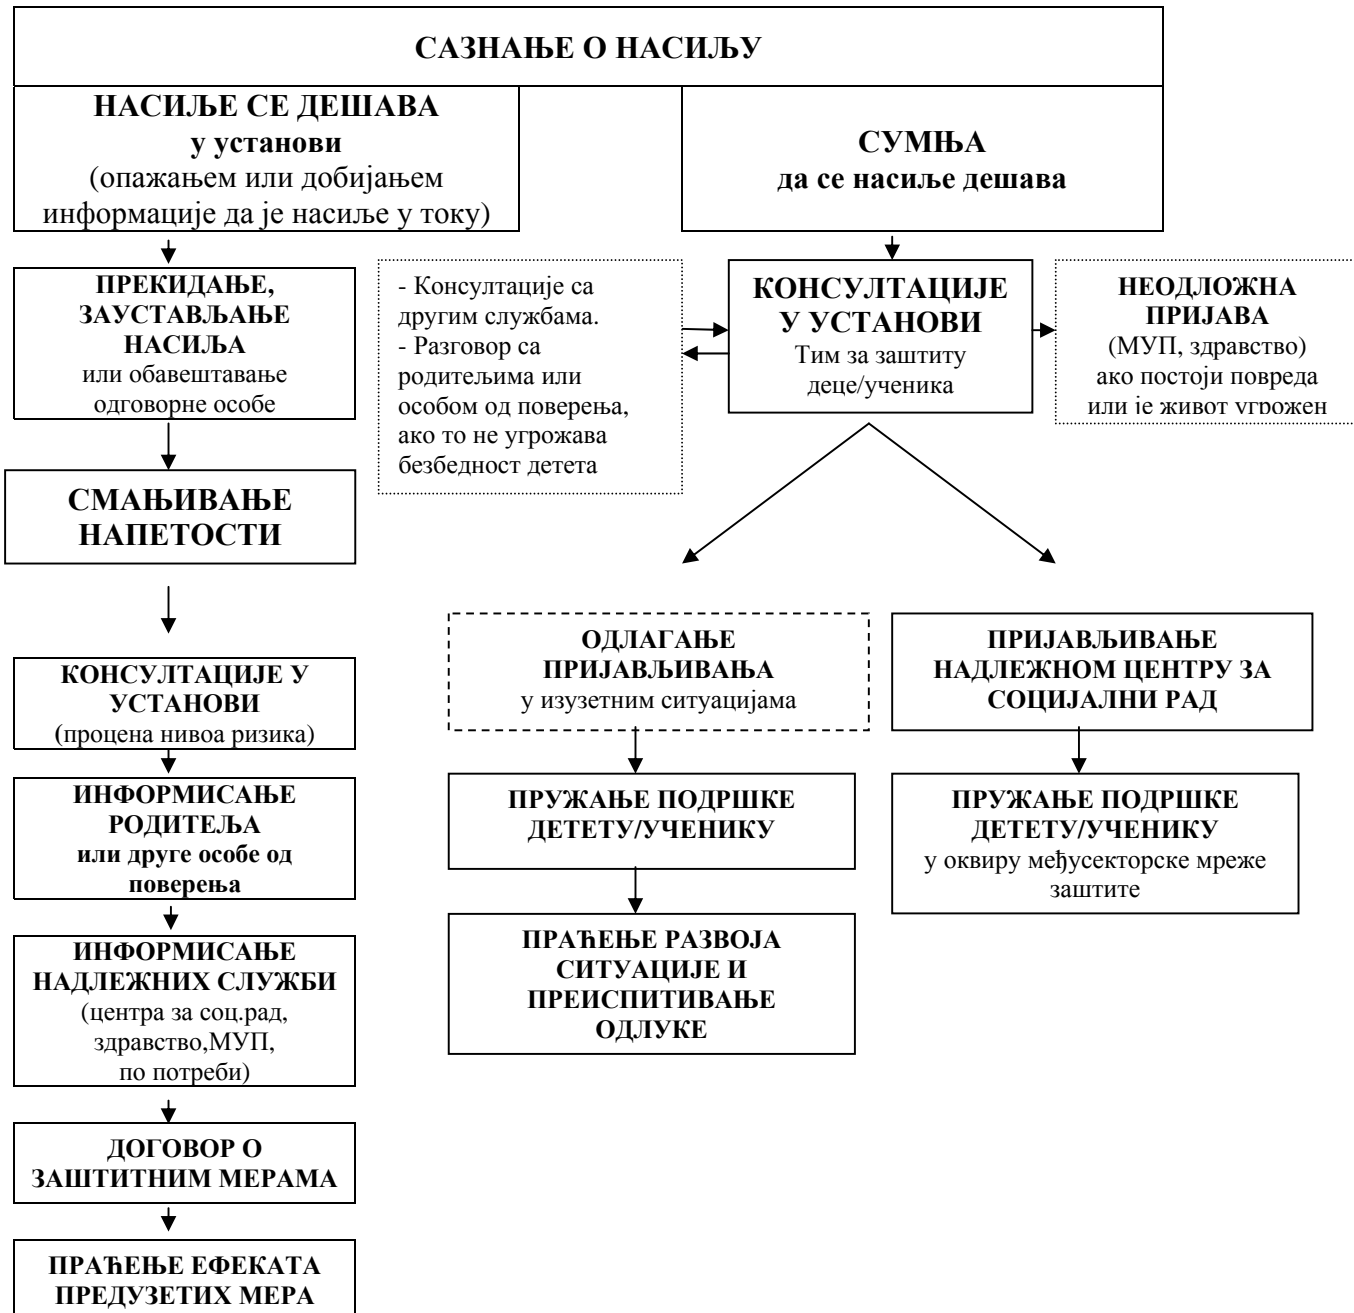 САЗНАЊЕ О НАСИЉУ
НАСИЉЕ СЕ ДЕШАВА
у установи
(опажањем или добијањем
информације да је насиље у току)
СУМЊА
да се насиље дешава
ПРЕКИДАЊЕ,
ЗАУСТАВЉАЊЕ
НАСИЉА
или обавештавање
одговорне особе
- Консултације са
другим службама.
- Разговор са
родитељима или
особом од поверења,
ако то не угрожава
безбедност детета
КОНСУЛТАЦИЈЕ
У УСТАНОВИ
Тим за заштиту
деце/ученика
НЕОДЛОЖНА
ПРИЈАВА
(МУП, здравство)
ако постоји повреда
или је живот угрожен
СМАЊИВАЊЕ
НАПЕТОСТИ
КОНСУЛТАЦИЈЕ У
УСТАНОВИ
(процена нивоа ризика)
ИНФОРМИСАЊЕ
РОДИТЕЉА
или друге особе од
поверења
ИНФОРМИСАЊЕ
НАДЛЕЖНИХ СЛУЖБИ
(центра за соц.рад,
здравство,МУП,
по потреби)
ДОГОВОР О
ЗАШТИТНИМ МЕРАМА
ПРАЋЕЊЕ ЕФЕКАТА
ПРЕДУЗЕТИХ МЕРА
ОДЛАГАЊЕ
ПРИЈАВЉИВАЊА
у изузетним ситуацијама
ПРУЖАЊЕ ПОДРШКЕ
ДЕТЕТУ/УЧЕНИКУ
ПРАЋЕЊЕ РАЗВОЈА
СИТУАЦИЈЕ И
ПРЕИСПИТИВАЊЕ
ОДЛУКЕ
ПРИЈАВЉИВАЊЕ
НАДЛЕЖНОМ ЦЕНТРУ ЗА
СОЦИЈАЛНИ РАД
ПРУЖАЊЕ ПОДРШКЕ
ДЕТЕТУ/УЧЕНИКУ
у оквиру међусекторске мреже
заштите